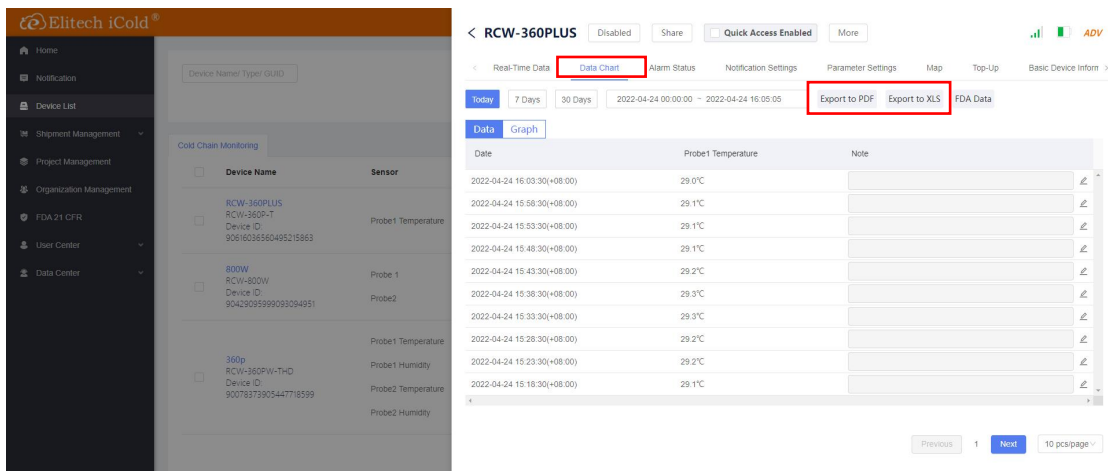 Elitech iCold®
Home
Notification
Device List
Shipment Management
Project Management
Organization Management
FDA 21 CFR
User Center
Data Center
Device Name/ Type/ GUID
Cold Chain Monitoring
Device Name Sensor
RCW-360PLUS
RCW-360P-T
Device ID:
90616036560495215863
Probe1 Temperature
800W
RCW-800W
Device ID:
90429095999093094951
Probe 1
Probe2
360p
RCW-360PW-THD
Device ID:
90078373905447718599
Probe1 Temperature
Probe1 Humidity
Probe2 Temperature
Probe2 Humidity
< RCW-360PLUS Disabled Share Quick Access Enabled More ADV
< Real-Time Data Data Chart Alarm Status Notification Settings Parameter Settings Map Top-Up Basic Device Inform >
Today 7 Days 30 Days 2022-04-24 00:00:00 ~ 2022-04-24 16:05:05 Export to PDF Export to XLS FDA Data
Data Graph
Date Probe1 Temperature Note
2022-04-24 16:03:30(+08:00) 29.0°C
2022-04-24 15:58:30(+08:00) 29.1°C
2022-04-24 15:53:30(+08:00) 29.1°C
2022-04-24 15:48:30(+08:00) 29.1°C
2022-04-24 15:43:30(+08:00) 29.2°C
2022-04-24 15:38:30(+08:00) 29.3°C
2022-04-24 15:33:30(+08:00) 29.3°C
2022-04-24 15:28:30(+08:00) 29.2°C
2022-04-24 15:23:30(+08:00) 29.2°C
2022-04-24 15:18:30(+08:00) 29.1°C
Previous 1 Next 10 pcs/page